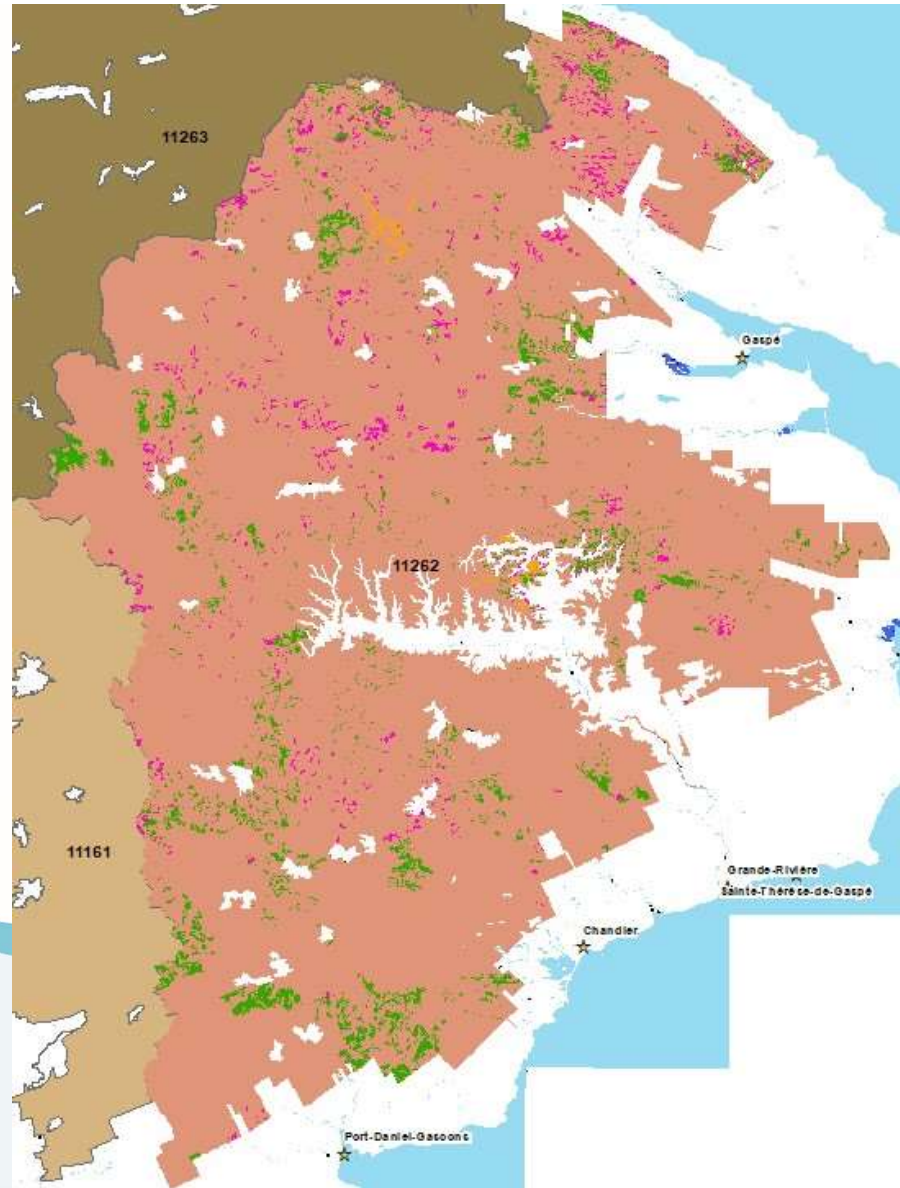 11263
Gaspé
11262
11161
Grande-Rivière
Sainte-Thérèse-de-Gaspé
Chandler
Port-Daniel-Gascons